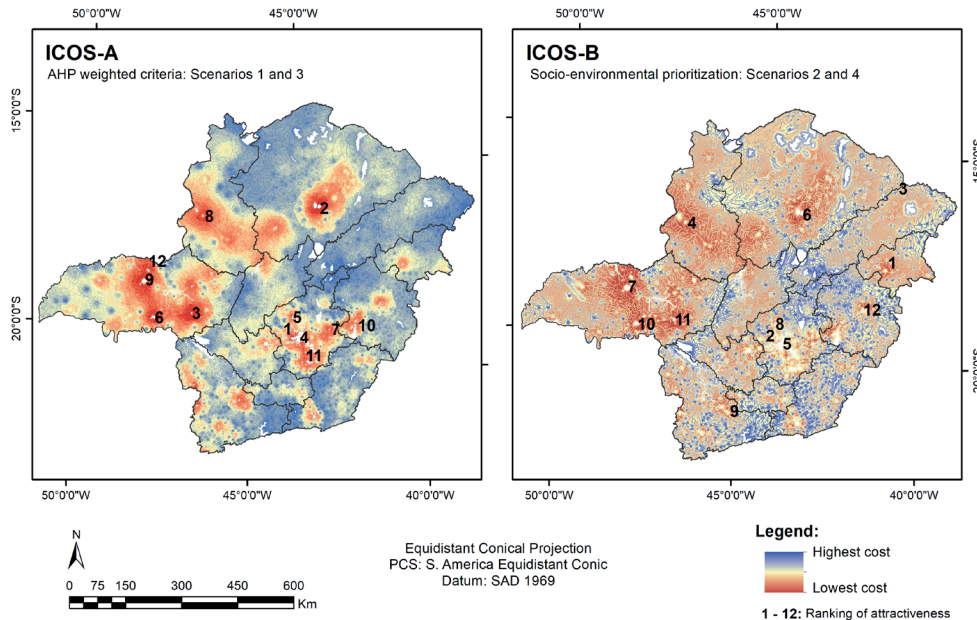 50°0'0"W
45°0'0"W
40°0'0"W
45°0'0"W
40°0'0"W
ICOS-A
AHP weighted criteria: Scenarios 1 and 3
15°0'0"S
20°0'0"S
8
2
12
9
6
3
5
1
4
7
10
11
ICOS-B
Socio-environmental prioritization: Scenarios 2 and 4
15°0'0"S
20°0'0"S
3
4
6
1
7
12
10
11
8
2
5
9
50°0'0"W
45°0'0"W
40°0'0"W
50°0'0"W
45°0'0"W
40°0'0"W
N
0 75 150 300 450 600
Km
Equidistant Conical Projection
PCS: S. America Equidistant Conic
Datum: SAD 1969
Legend:
Highest cost
Lowest cost
1 - 12: Ranking of attractiveness